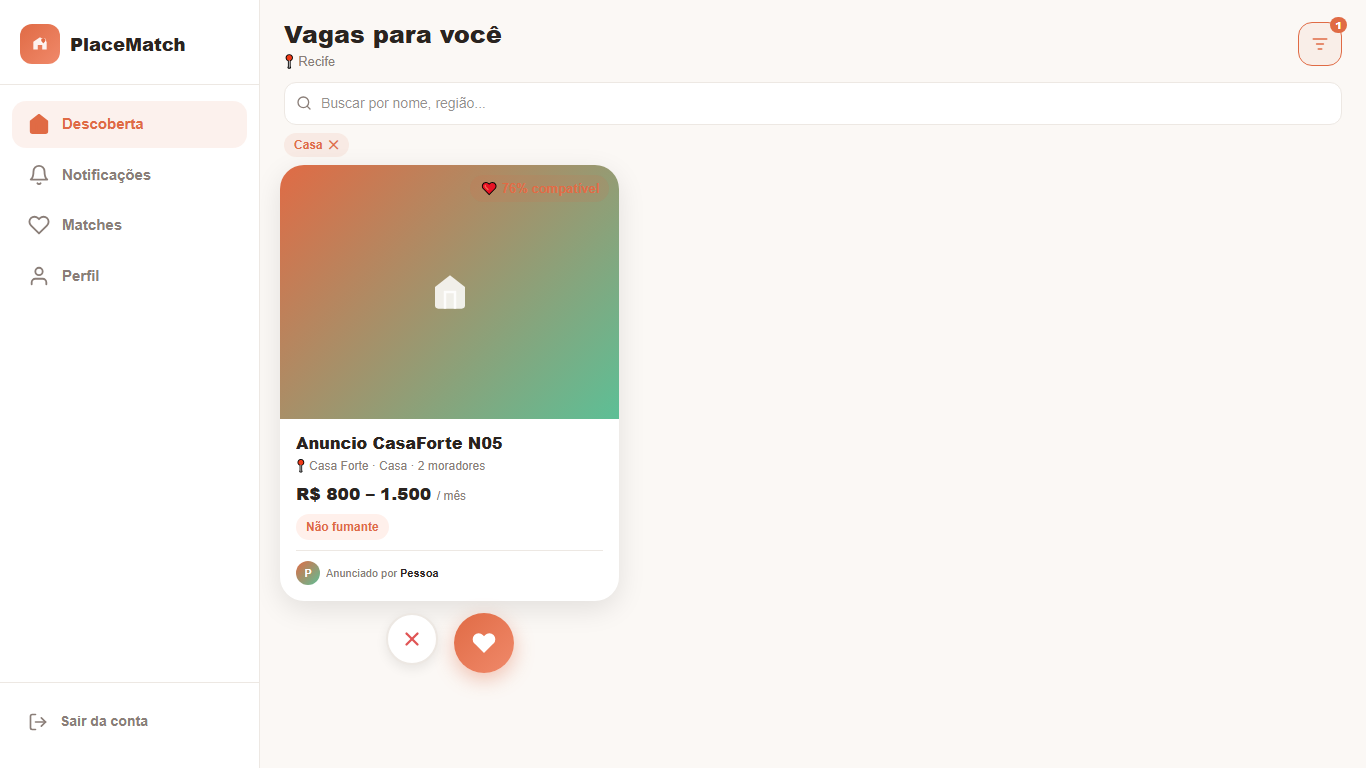 PlaceMatch
Descoberta
Notificações
Matches
Perfil
Sair da conta
Vagas para você
Recife
1
Buscar por nome, região...
Casa
76% compatível
Anuncio CasaForte N05
Casa Forte · Casa · 2 moradores
R$ 800 – 1.500 / mês
Não fumante
P Anunciado por Pessoa